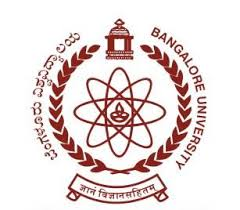 ಬೆಂಗಳೂರು ವಿಶ್ವವಿದ್ಯಾಲಯ
BANGALORE UNIVERSITY
ज्ञानं विज्ञानसहितम्